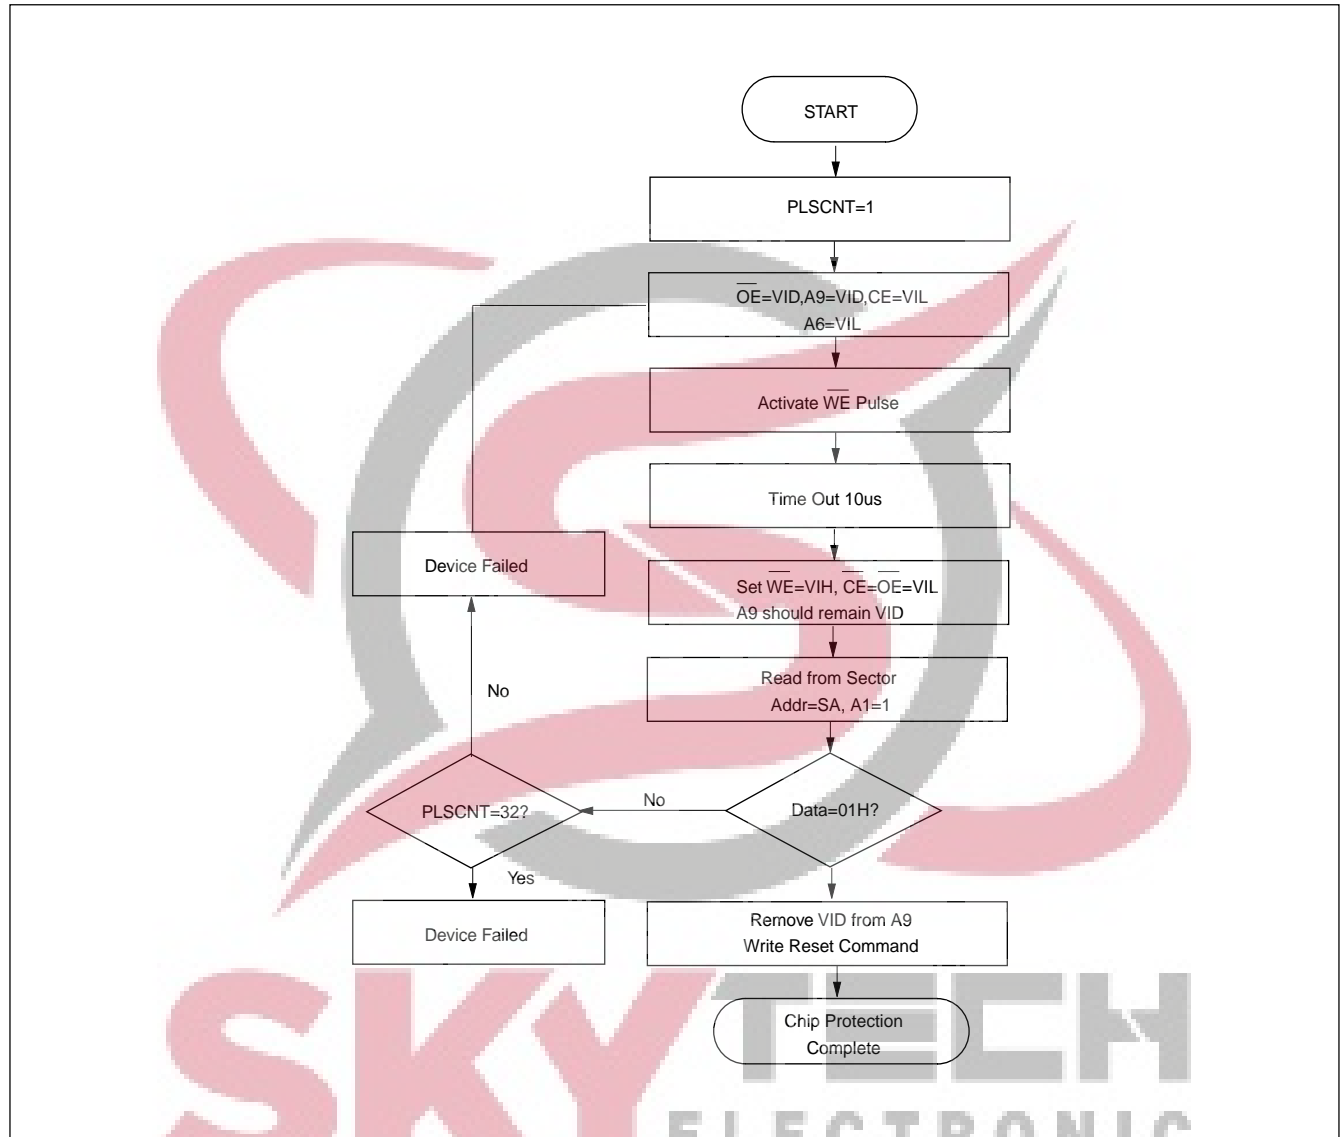 START
PLSCNT=1
OE=VID,A9=VID,CE=VIL
A6=VIL
Activate WE Pulse
Time Out 10us
Device Failed
Set WE=VIH, CE=OE=VIL
A9 should remain VID
Read from Sector
Addr=SA, A1=1
No
PLSCNT=32?
No
Data=01H?
Yes
Device Failed
Remove VID from A9
Write Reset Command
Chip Protection
Complete
SKYTECH
ELECTRONIC